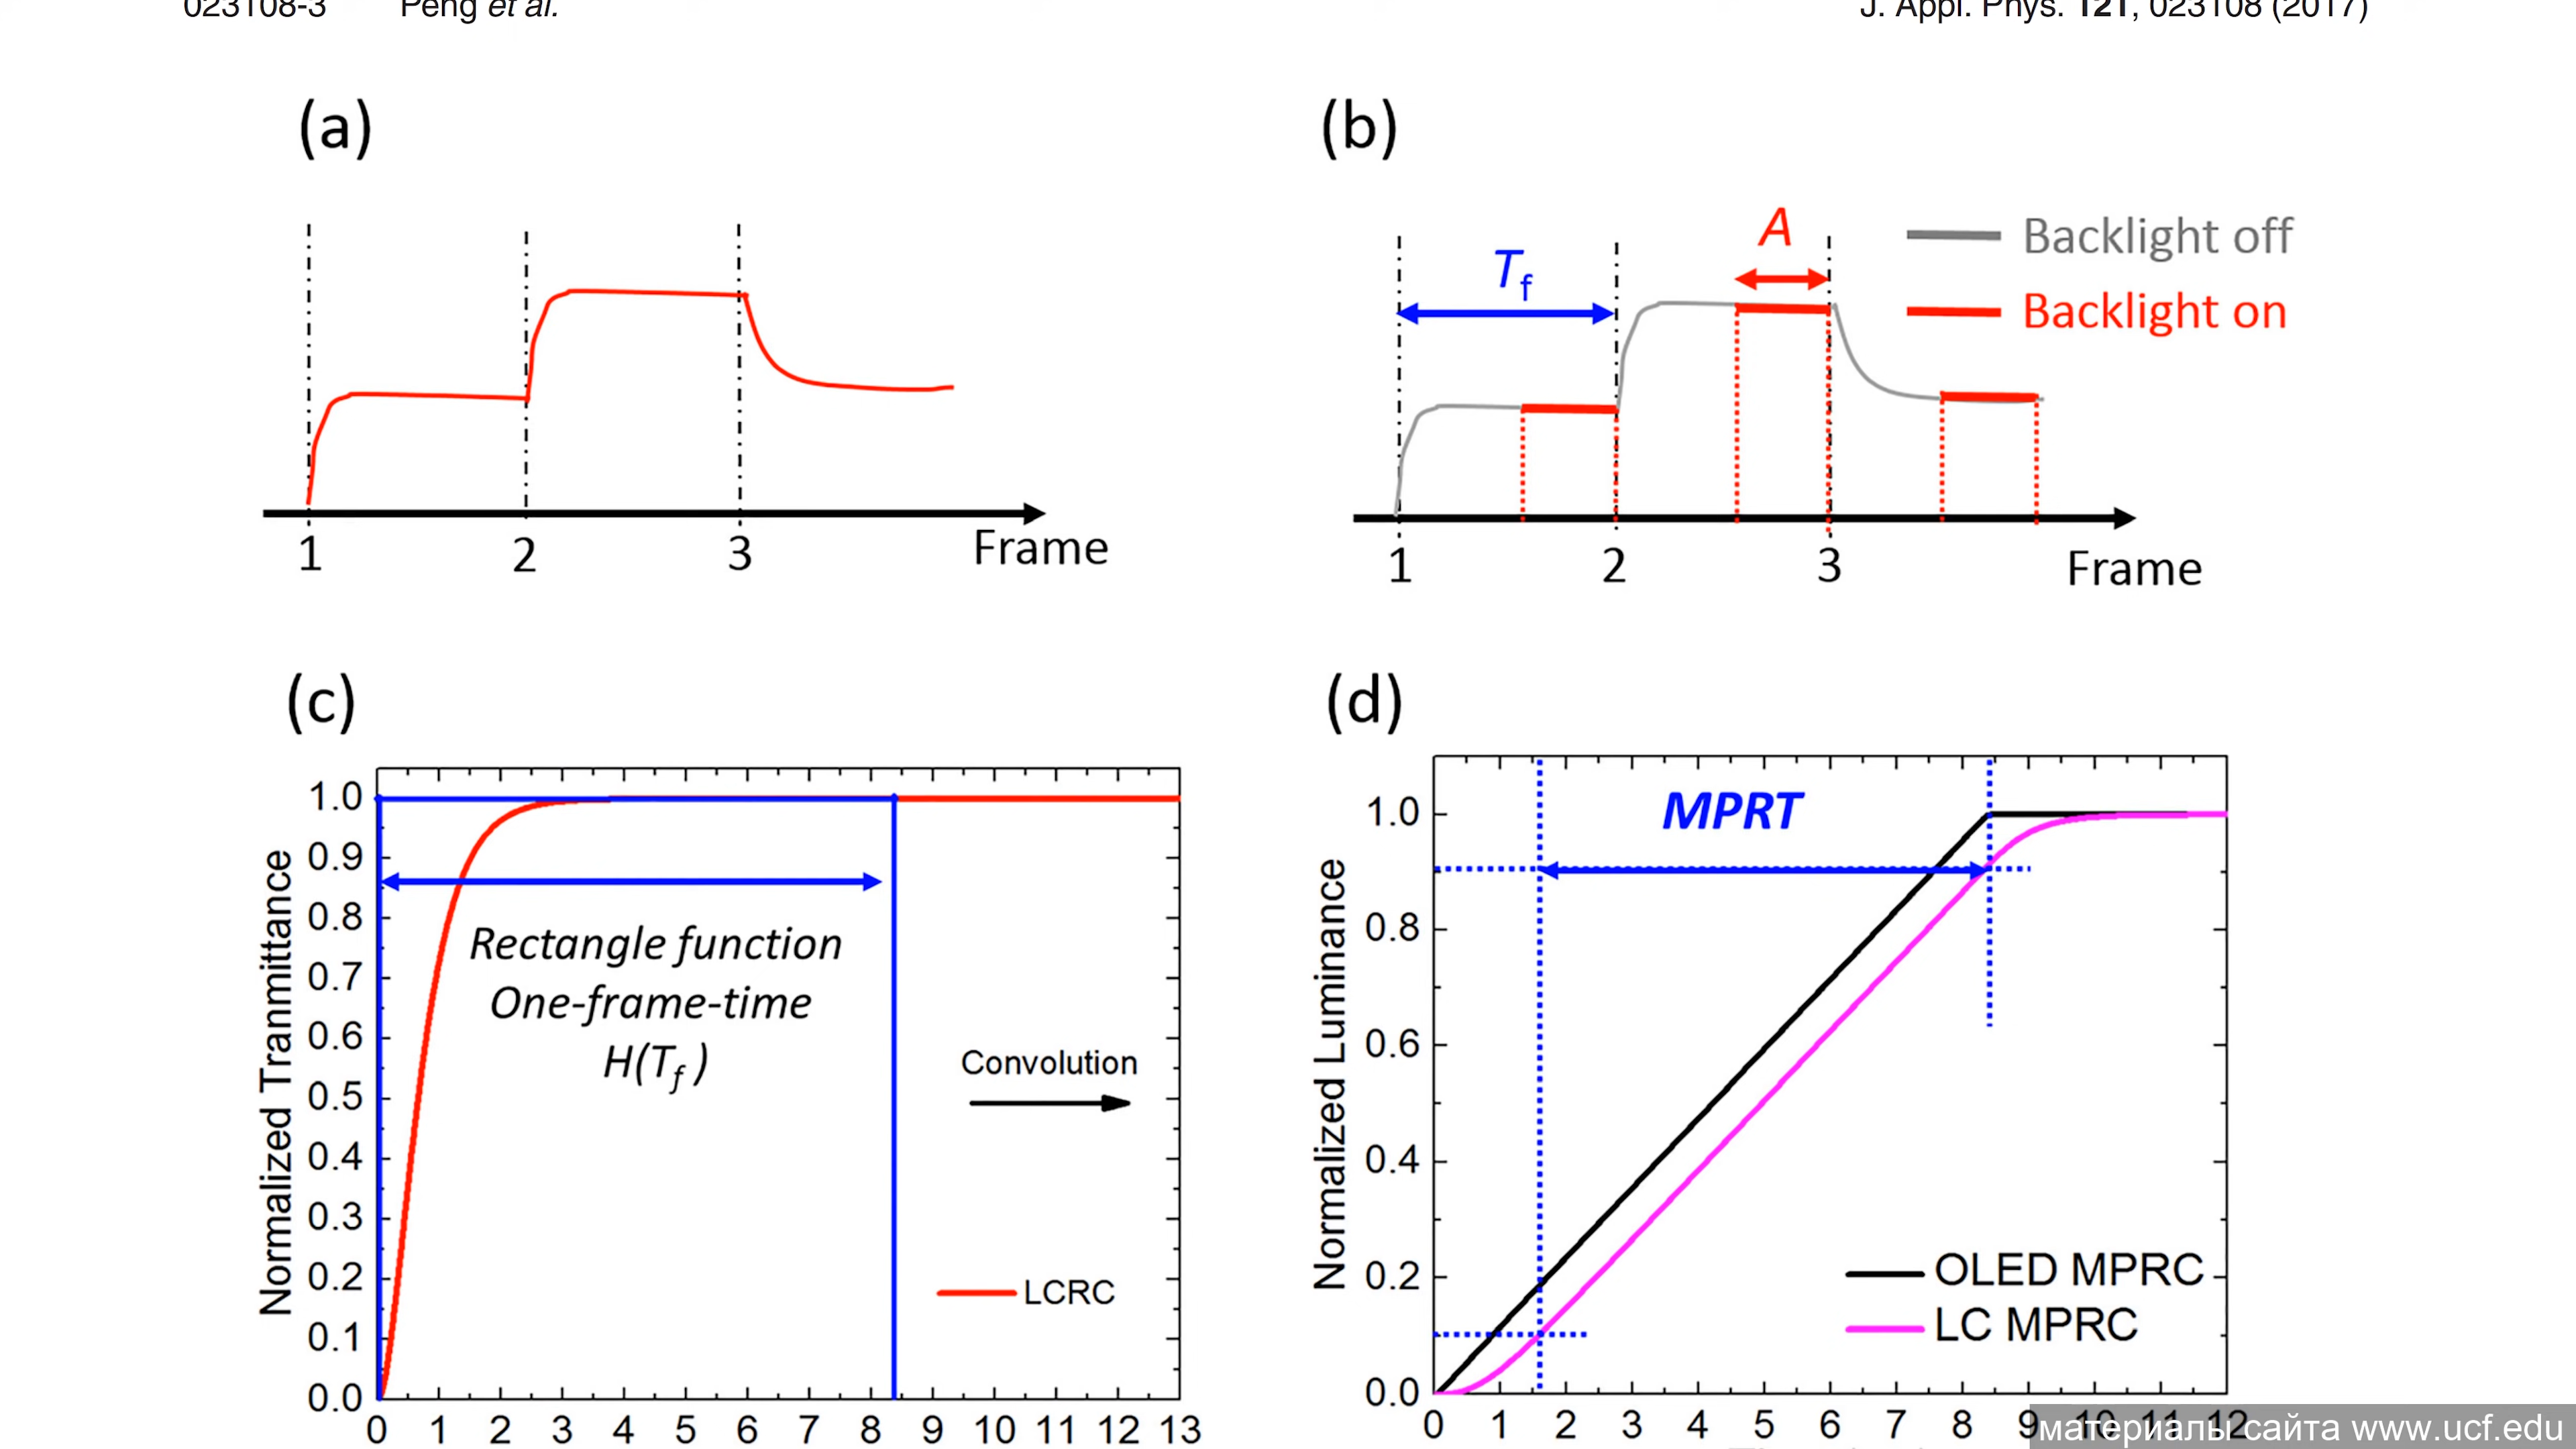 023108-3 Peng et al. J. Appl. Phys. 121, 023108 (2017)
(a)
1 2 3 Frame
(b)
Tf A
Backlight off
Backlight on
1 2 3 Frame
(c)
Normalized Tranmittance
1.0
0.9
0.8
0.7
0.6
0.5
0.4
0.3
0.2
0.1
0.0
0 1 2 3 4 5 6 7 8 9 10 11 12 13
Rectangle function
One-frame-time
H(Tf )
Convolution
LCRC
(d)
Normalized Luminance
1.0
0.8
0.6
0.4
0.2
0.0
0 1 2 3 4 5 6 7 8 9 10 11 12
MPRT
OLED MPRC
LC MPRC
материалы сайта www.ucf.edu